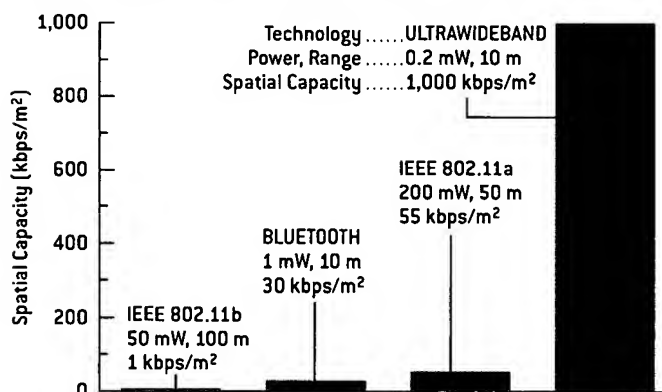 Spatial Capacity (kbps/m²)
1,000
800
600
400
200
0
Technology ..... ULTRAWIDEBAND
Power, Range ..... 0.2 mW, 10 m
Spatial Capacity ..... 1,000 kbps/m²
IEEE 802.11a
200 mW, 50 m
55 kbps/m²
BLUETOOTH
1 mW, 10 m
30 kbps/m²
IEEE 802.11b
50 mW, 100 m
1 kbps/m²